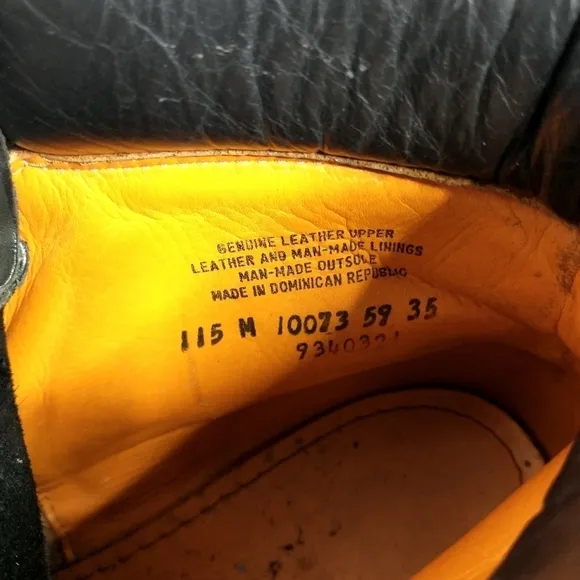 GENUINE LEATHER UPPER
LEATHER AND MAN-MADE LININGS
MAN-MADE OUTSOLE
MADE IN DOMINICAN REPUBLIC
115 M 10073 59 35